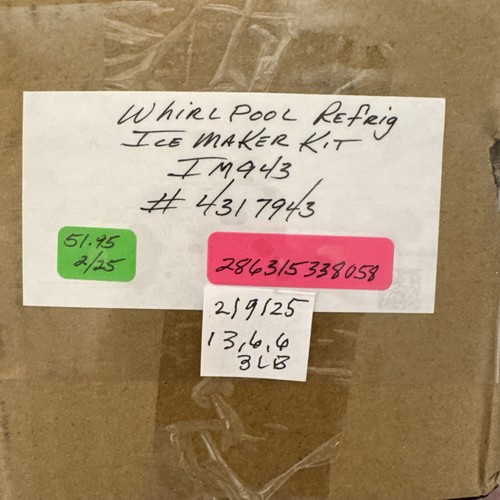 WHIRLPOOL REFRIG
ICE MAKER KIT
IM943
# 4317943
51.95
2/25
286315338058
2/9/25
13,6,6
3LB